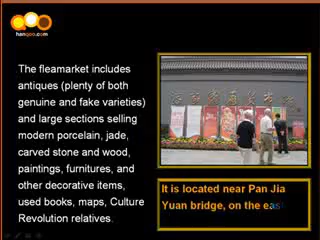 hanqoo.com
The fleamarket includes
antiques (plenty of both
genuine and fake varieties)
and large sections selling
modern porcelain, jade,
carved stone and wood,
paintings, furnitures, and
other decorative items,
used books, maps, Culture
Revolution relatives.
It is located near Pan Jia
Yuan bridge, on the eas